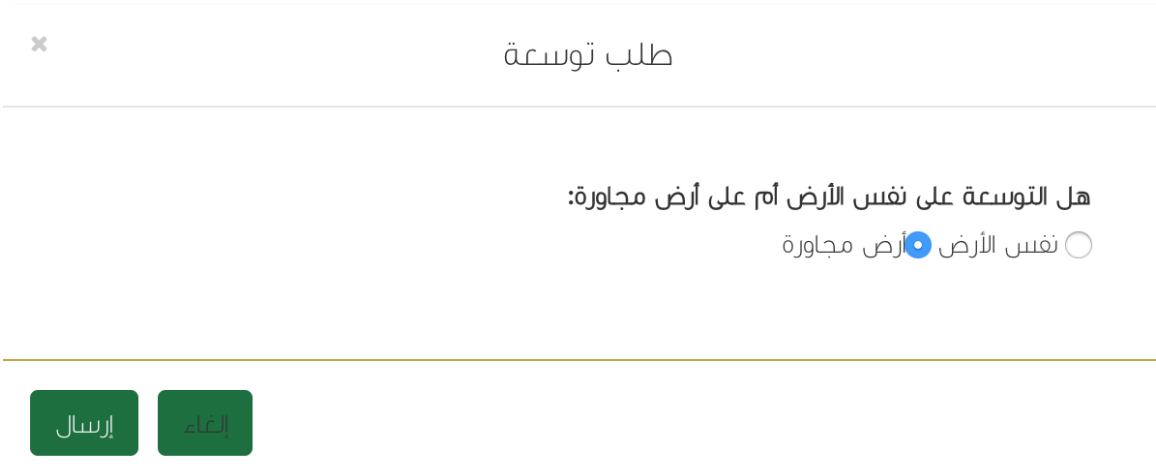 طلب توسعة
هل التوسعة على نفس الأرض أم على أرض مجاورة:
نفس الأرض أرض مجاورة
إلغاء إرسال